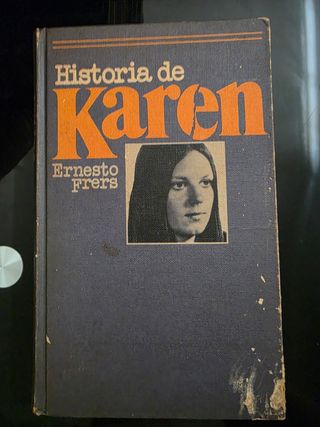 Historia de
Karen
Ernesto
Frers